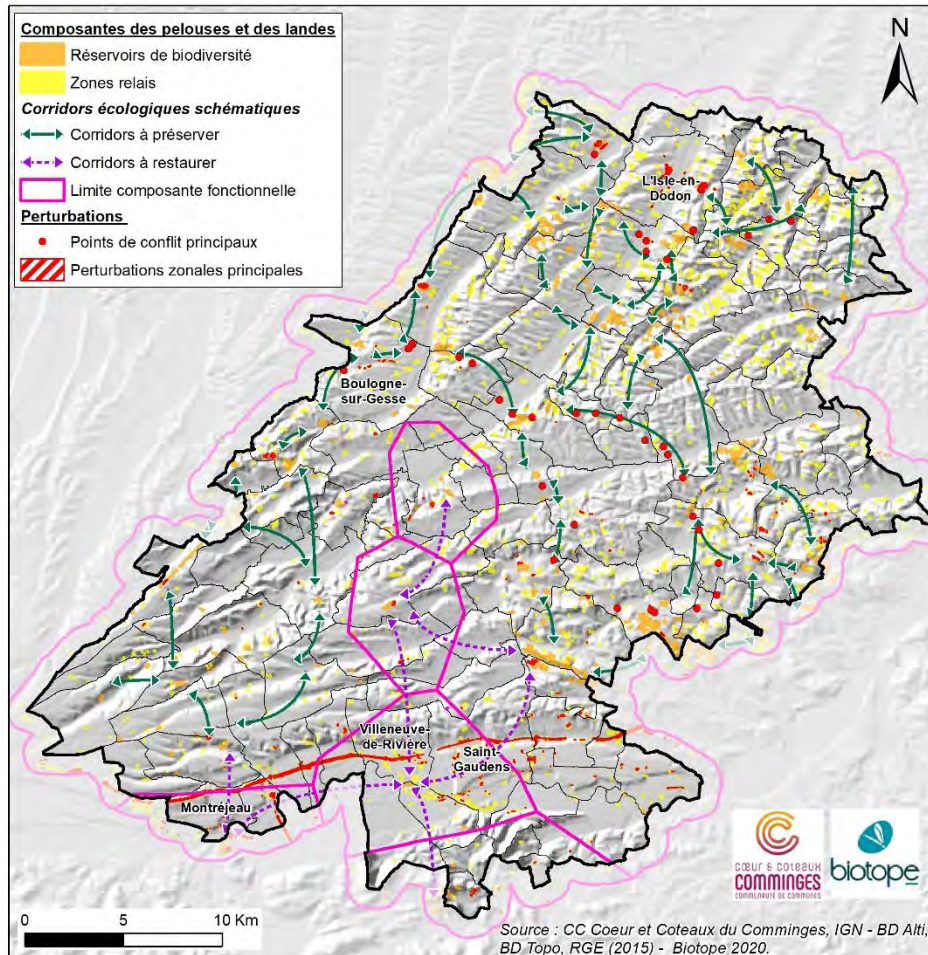 Composantes des pelouses et des landes
Réservoirs de biodiversité
Zones relais
Corridors écologiques schématiques
Corridors à préserver
Corridors à restaurer
Limite composante fonctionnelle
Perturbations
Points de conflit principaux
Perturbations zonales principales
N
L'Isle-en-
Dodon
Boulogne-
sur-Gesse
Villeneuve-
de-Rivière
Saint-
Gaudens
Montréjeau
0 5 10 Km
cœur & coteaux
COMMINGES
COMMUNAUTÉ DE COMMUNES
biotope
Source : CC Coeur et Coteaux du Comminges, IGN - BD Alti,
BD Topo, RGE (2015) - Biotope 2020.